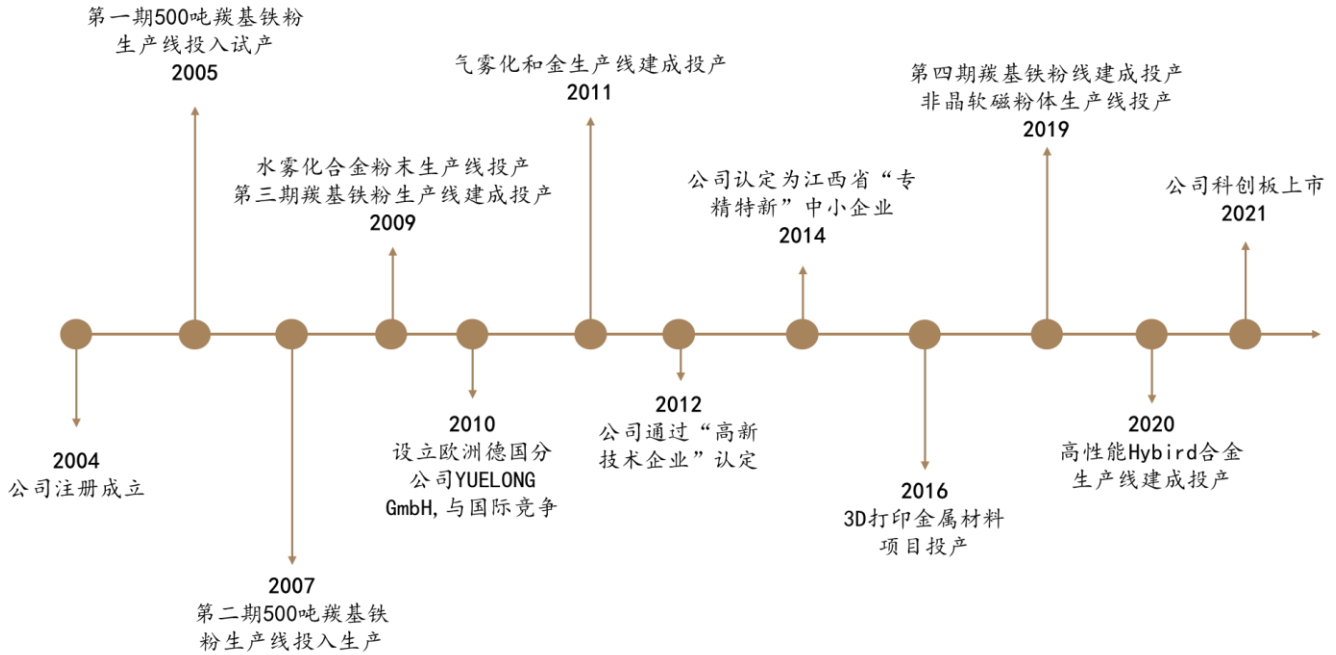 第一期500吨羰基铁粉
生产线投入试产
2005
气雾化和金生产线建成投产
2011
第四期羰基铁粉线建成投产
非晶软磁粉体生产线投产
2019
水雾化合金粉末生产线投产
第三期羰基铁粉生产线建成投产
2009
公司认定为江西省“专
精特新”中小企业
2014
公司科创板上市
2021
2004
公司注册成立
2007
第二期500吨羰基铁
粉生产线投入生产
2010
设立欧洲德国分
公司YUELONG
GmbH,与国际竞争
2012
公司通过“高新
技术企业”认定
2016
3D打印金属材料
项目投产
2020
高性能Hybird合金
生产线建成投产